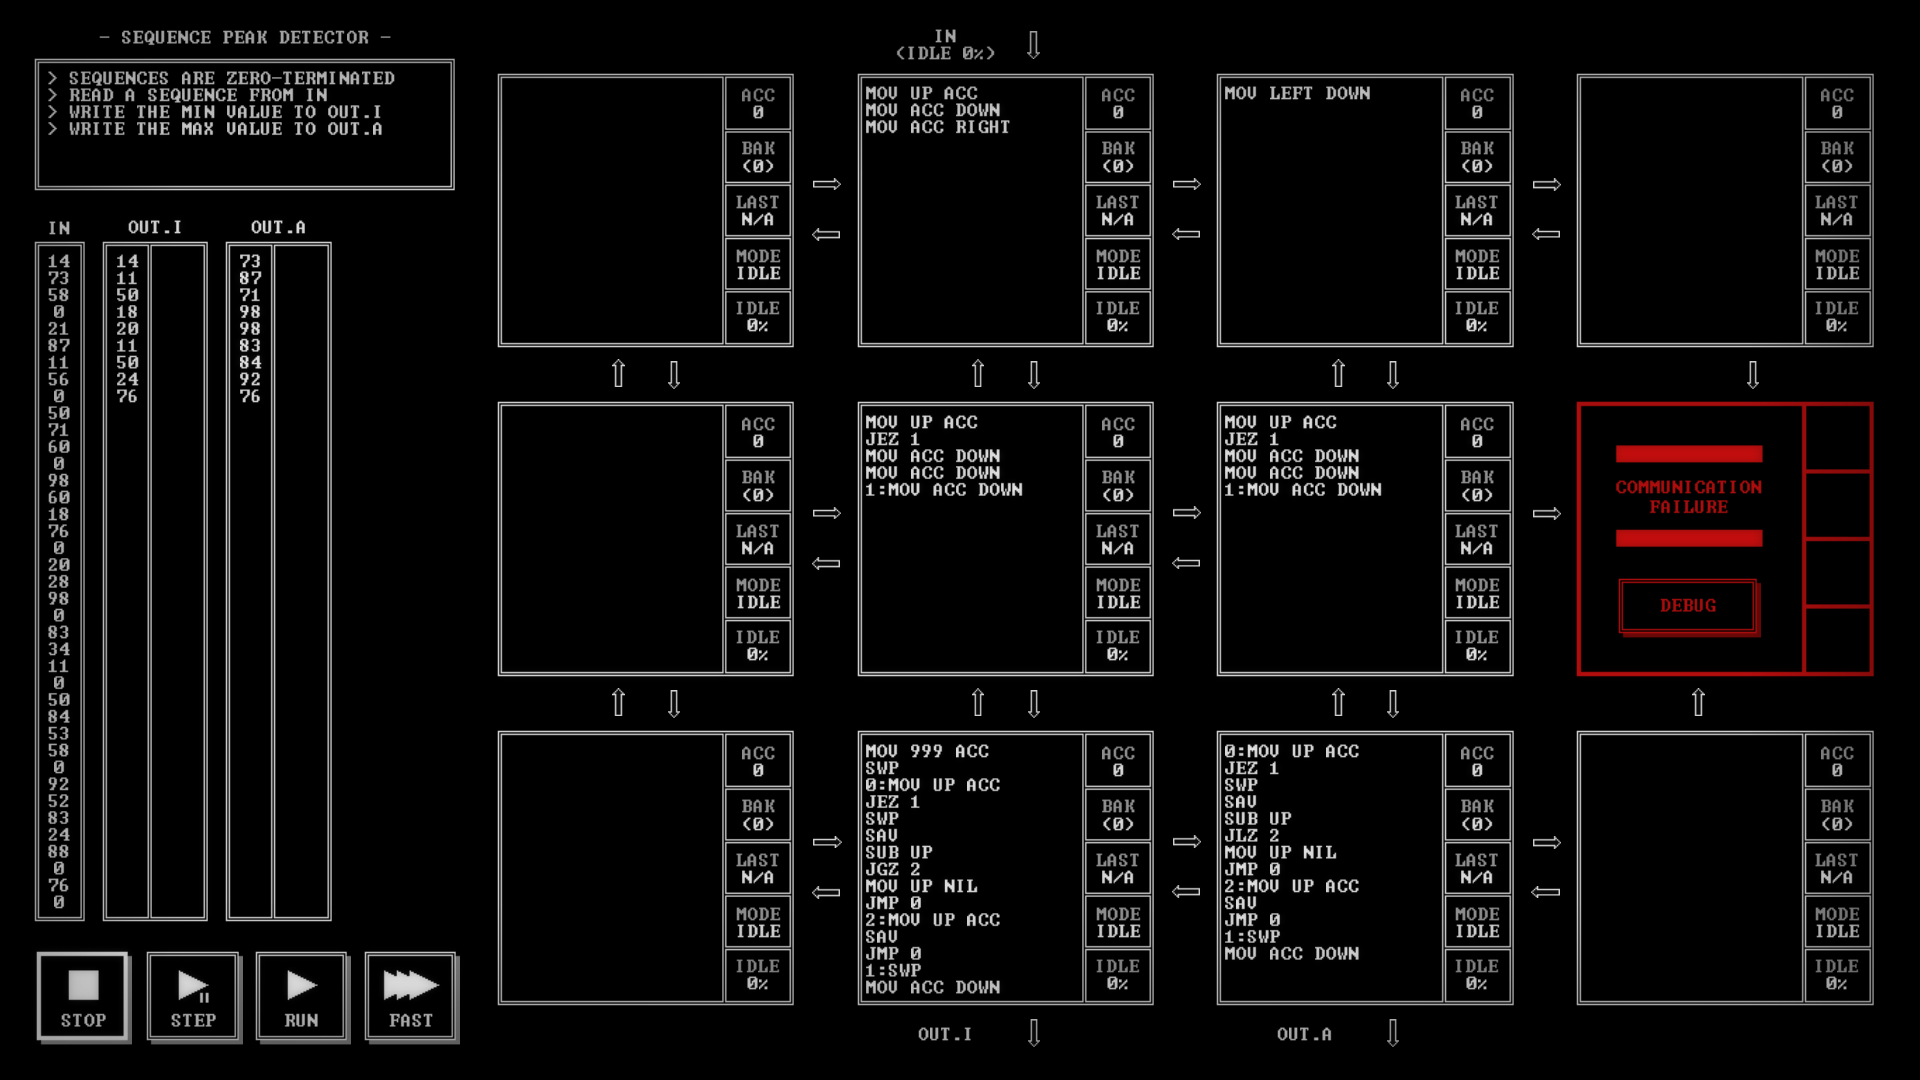 - SEQUENCE PEAK DETECTOR -
> SEQUENCES ARE ZERO-TERMINATED
> READ A SEQUENCE FROM IN
> WRITE THE MIN VALUE TO OUT.I
> WRITE THE MAX VALUE TO OUT.A
IN
OUT.I
OUT.A
14
73
58
0
21
87
11
56
0
50
71
60
0
98
60
18
76
0
20
28
98
0
83
34
11
0
50
84
53
58
0
92
52
83
24
88
0
76
0
14
11
50
18
20
11
50
24
76
73
87
71
98
98
83
84
92
76
STOP
STEP
RUN
FAST
IN
(IDLE 0%)
ACC
0
BAK
(0)
LAST
N/A
MODE
IDLE
IDLE
0%
MOV UP ACC
MOV ACC DOWN
MOV ACC RIGHT
ACC
0
BAK
(0)
LAST
N/A
MODE
IDLE
IDLE
0%
MOV LEFT DOWN
ACC
0
BAK
(0)
LAST
N/A
MODE
IDLE
IDLE
0%
ACC
0
BAK
(0)
LAST
N/A
MODE
IDLE
IDLE
0%
ACC
0
BAK
(0)
LAST
N/A
MODE
IDLE
IDLE
0%
MOV UP ACC
JEZ 1
MOV ACC DOWN
MOV ACC DOWN
1:MOV ACC DOWN
ACC
0
BAK
(0)
LAST
N/A
MODE
IDLE
IDLE
0%
MOV UP ACC
JEZ 1
MOV ACC DOWN
MOV ACC DOWN
1:MOV ACC DOWN
ACC
0
BAK
(0)
LAST
N/A
MODE
IDLE
IDLE
0%
COMMUNICATION
FAILURE
DEBUG
ACC
0
BAK
(0)
LAST
N/A
MODE
IDLE
IDLE
0%
MOV 999 ACC
SWP
0:MOV UP ACC
JEZ 1
SWP
SAV
SUB UP
JGZ 2
MOV UP NIL
JMP 0
2:MOV UP ACC
SAV
JMP 0
1:SWP
MOV ACC DOWN
ACC
0
BAK
(0)
LAST
N/A
MODE
IDLE
IDLE
0%
0:MOV UP ACC
JEZ 1
SWP
SAV
SUB UP
JLZ 2
MOV UP NIL
JMP 0
2:MOV UP ACC
SAV
JMP 0
1:SWP
MOV ACC DOWN
ACC
0
BAK
(0)
LAST
N/A
MODE
IDLE
IDLE
0%
ACC
0
BAK
(0)
LAST
N/A
MODE
IDLE
IDLE
0%
OUT.I
OUT.A